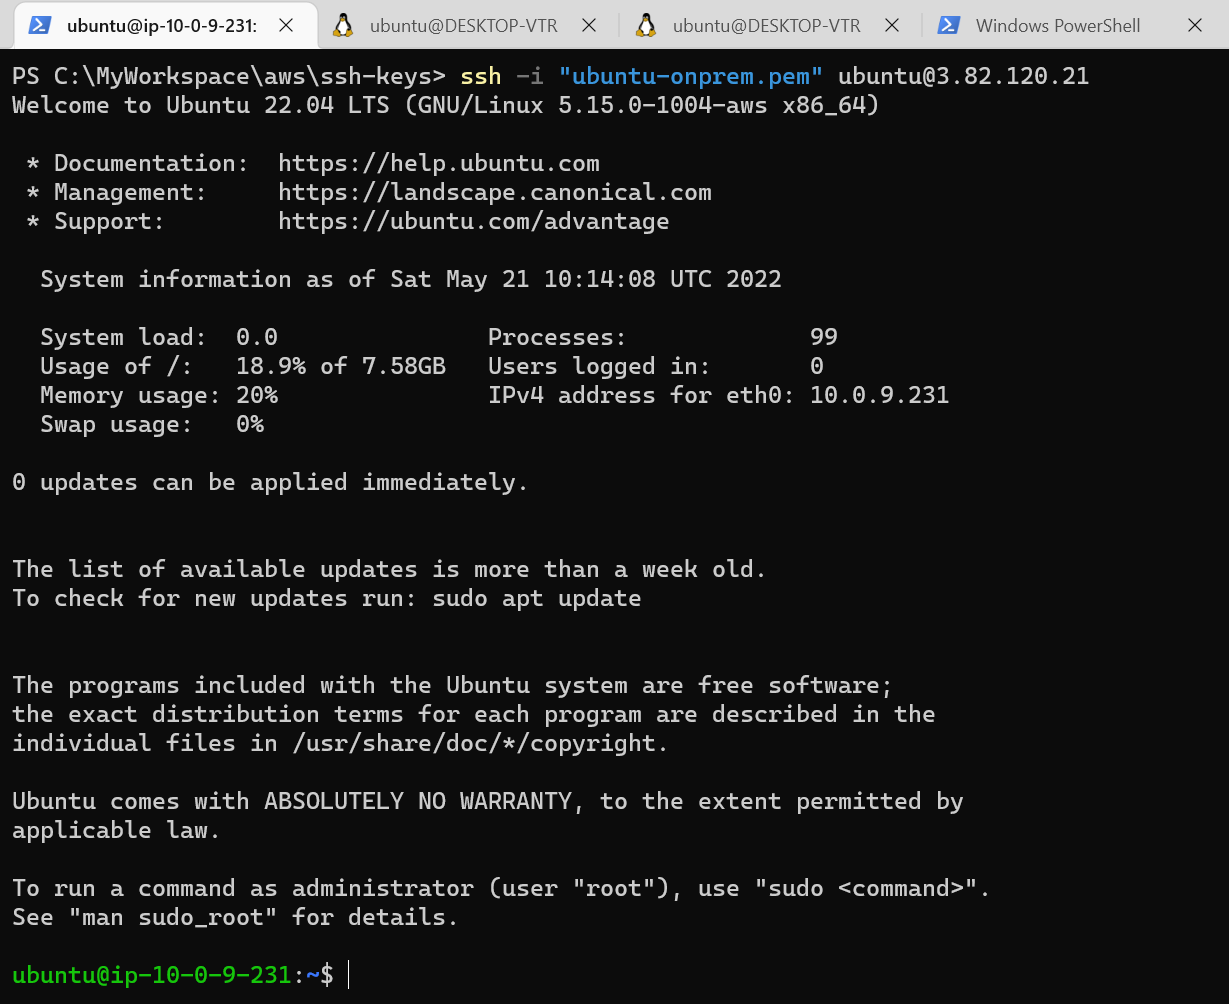 ubuntu@ip-10-0-9-231: ubuntu@DESKTOP-VTR ubuntu@DESKTOP-VTR Windows PowerShell
PS C:\MyWorkspace\aws\ssh-keys> ssh -i "ubuntu-onprem.pem" ubuntu@3.82.120.21
Welcome to Ubuntu 22.04 LTS (GNU/Linux 5.15.0-1004-aws x86_64)
* Documentation: https://help.ubuntu.com
* Management: https://landscape.canonical.com
* Support: https://ubuntu.com/advantage
System information as of Sat May 21 10:14:08 UTC 2022
System load: 0.0 Processes: 99
Usage of /: 18.9% of 7.58GB Users logged in: 0
Memory usage: 20% IPv4 address for eth0: 10.0.9.231
Swap usage: 0%
0 updates can be applied immediately.
The list of available updates is more than a week old.
To check for new updates run: sudo apt update
The programs included with the Ubuntu system are free software;
the exact distribution terms for each program are described in the
individual files in /usr/share/doc/*/copyright.
Ubuntu comes with ABSOLUTELY NO WARRANTY, to the extent permitted by
applicable law.
To run a command as administrator (user "root"), use "sudo <command>".
See "man sudo_root" for details.
ubuntu@ip-10-0-9-231:~$